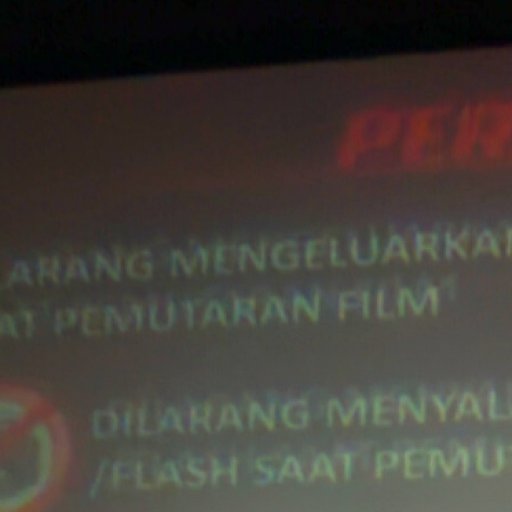 PER
ARANG MENGELUARKAN
AT PEMUTARAN FILM
DILARANG MENYAL
/FLASH SAAT PEMU